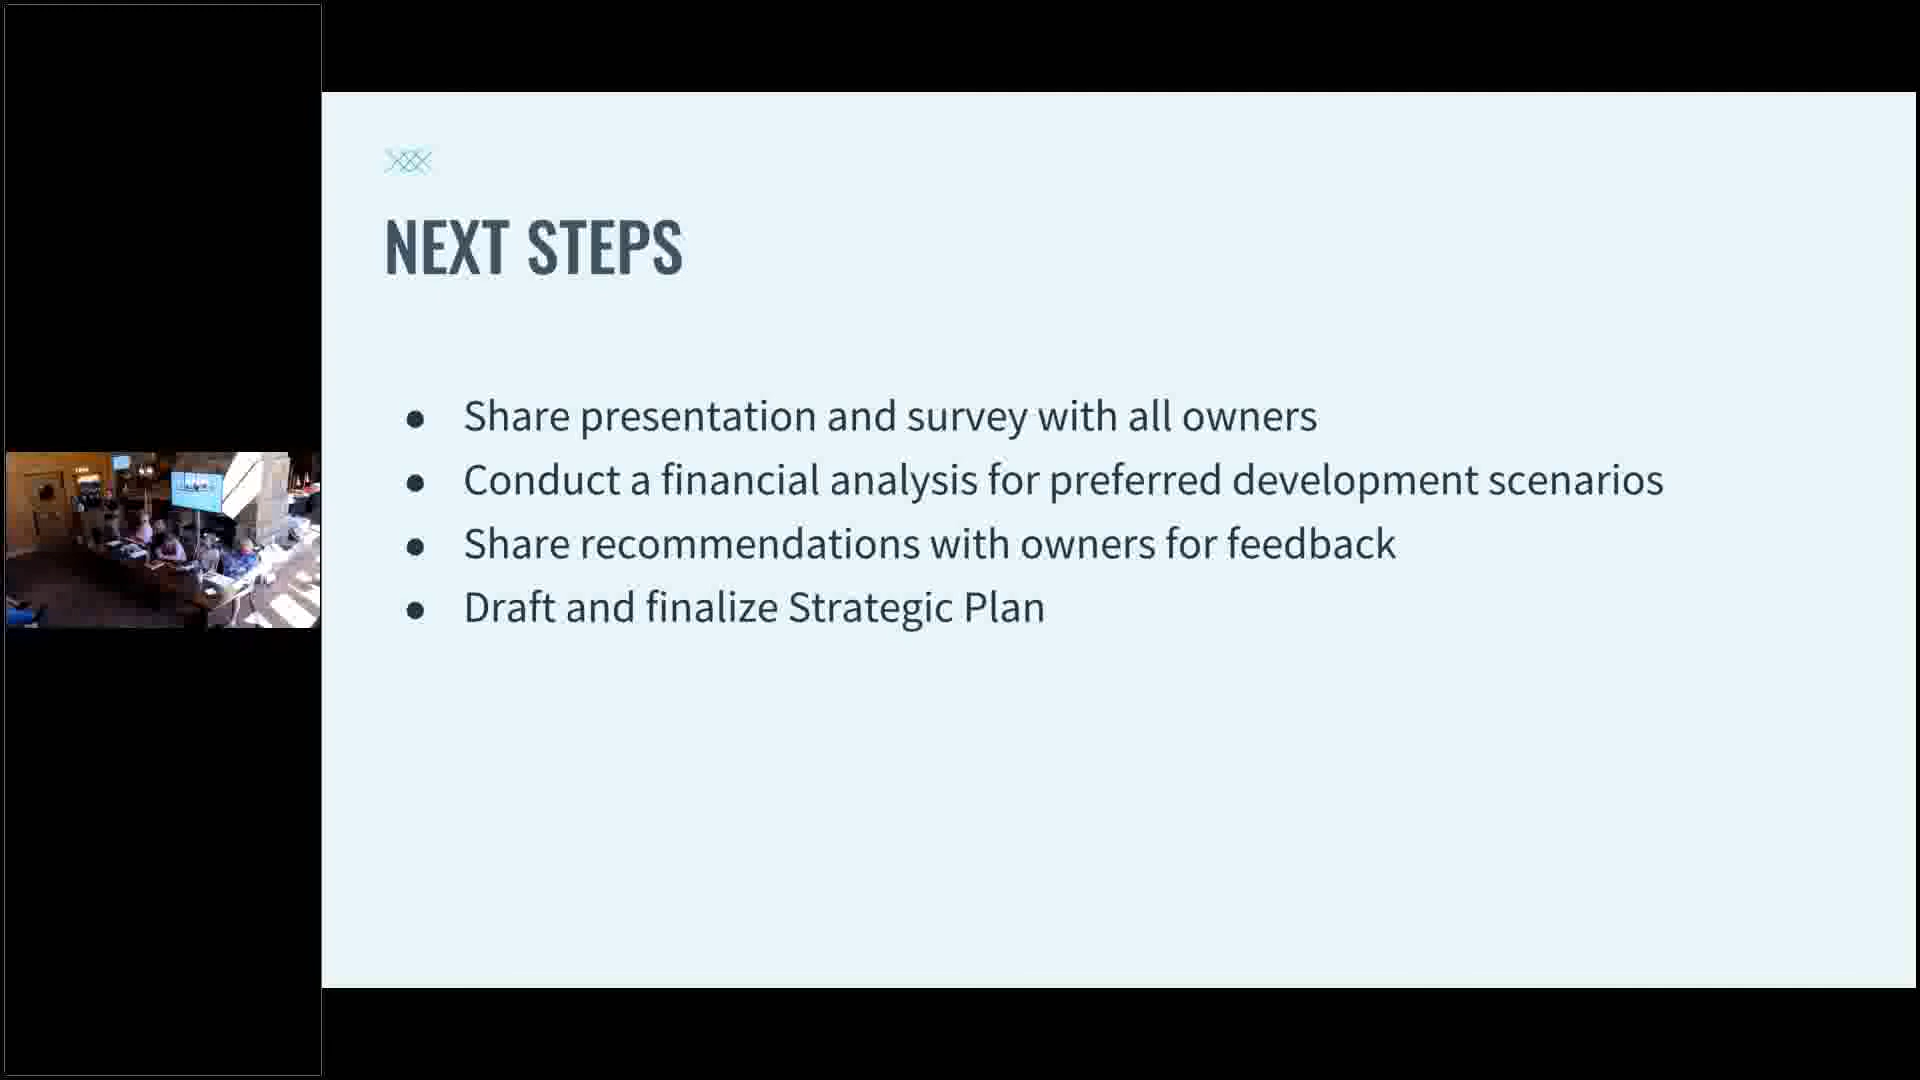 NEXT STEPS
● Share presentation and survey with all owners
● Conduct a financial analysis for preferred development scenarios
● Share recommendations with owners for feedback
● Draft and finalize Strategic Plan